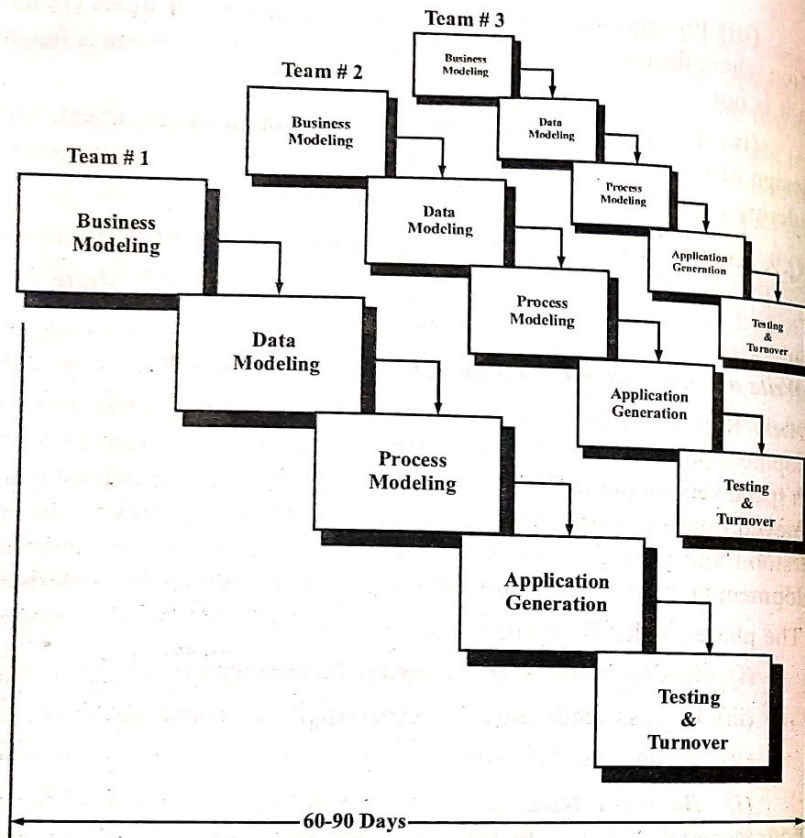 Team # 3
Business
Modeling
Data
Modeling
Process
Modeling
Application
Generation
Testing
&
Turnover
Team # 2
Business
Modeling
Data
Modeling
Process
Modeling
Application
Generation
Testing
&
Turnover
Team # 1
Business
Modeling
Data
Modeling
Process
Modeling
Application
Generation
Testing
&
Turnover
60-90 Days